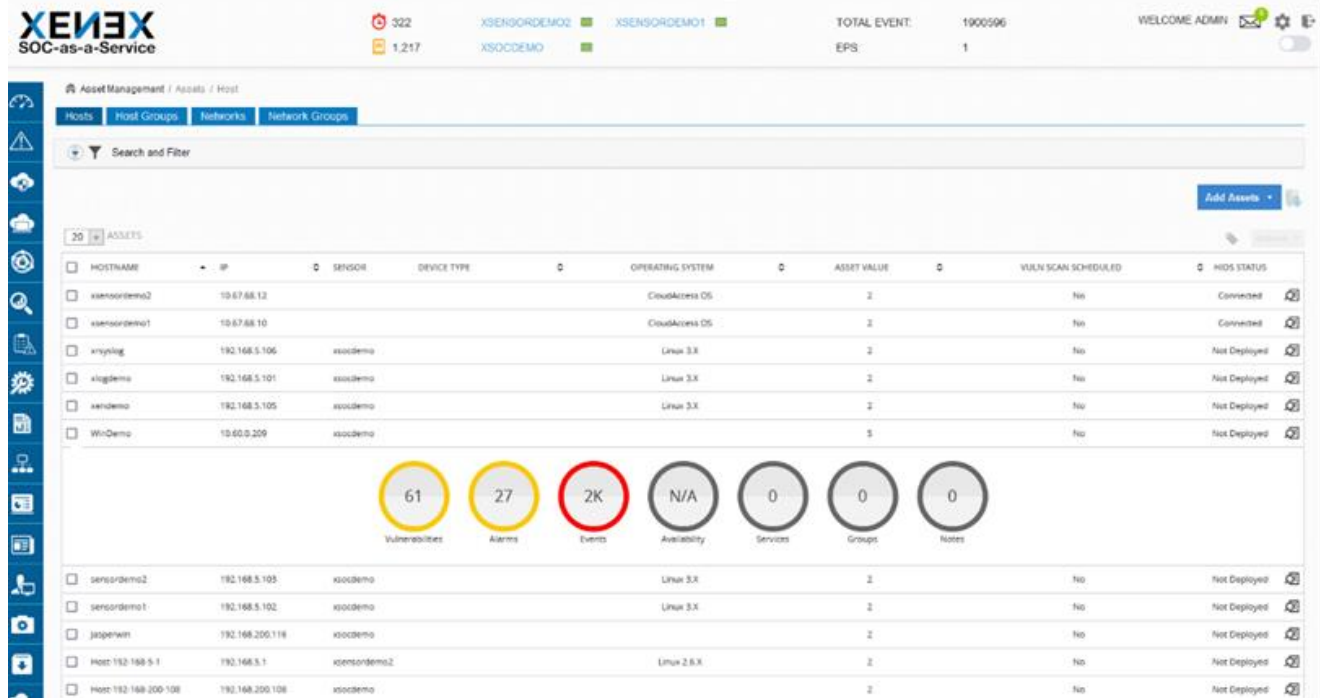 XENEX
SOC-as-a-Service
322 XSENSORDEMO2 XSENSORDEMO1 TOTAL EVENT: 1900596 WELCOME ADMIN
1,217 XSOCDEMO EPS: 1
Asset Management / Assets / Host
Hosts Host Groups Networks Network Groups
Search and Filter
Add Assets
20 ASSETS
HOSTNAME IP SENSOR DEVICE TYPE OPERATING SYSTEM ASSET VALUE VULN SCAN SCHEDULED HIDS STATUS
xsensordemo2 10.67.68.12 CloudAccess OS 2 No Connected
xsensordemo1 10.67.68.10 CloudAccess OS 2 No Connected
xrsyslog 192.168.5.106 xsocdemo Linux 3.X 2 No Not Deployed
xlogdemo 192.168.5.101 xsocdemo Linux 3.X 2 No Not Deployed
xendemo 192.168.5.105 xsocdemo Linux 3.X 2 No Not Deployed
WinDemo 10.60.0.209 xsocdemo 5 No Not Deployed
61 27 2K N/A 0 0 0
Vulnerabilities Alarms Events Availability Services Groups Notes
sensordemo2 192.168.5.103 xsocdemo Linux 3.X 2 No Not Deployed
sensordemo1 192.168.5.102 xsocdemo Linux 3.X 2 No Not Deployed
jasperwin 192.168.200.116 xsocdemo 2 No Not Deployed
Host-192-168-5-1 192.168.5.1 xsensordemo2 Linux 2.6.X 2 No Not Deployed
Host-192-168-200-108 192.168.200.108 xsocdemo 2 No Not Deployed